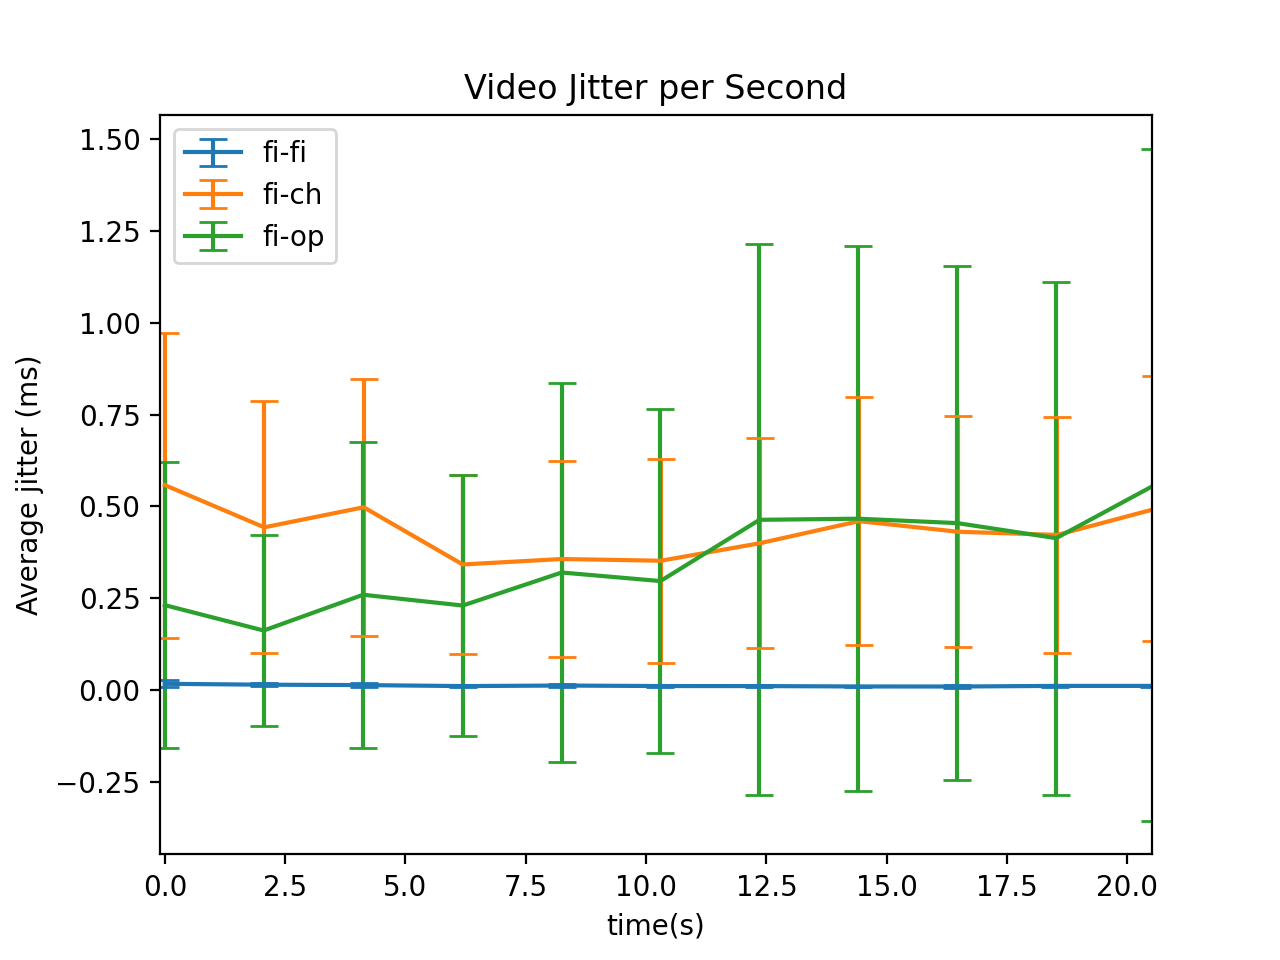 Video Jitter per Second
1.50
1.25
1.00
0.75
0.50
0.25
0.00
−0.25
Average jitter (ms)
fi-fi
fi-ch
fi-op
0.0 2.5 5.0 7.5 10.0 12.5 15.0 17.5 20.0
time(s)